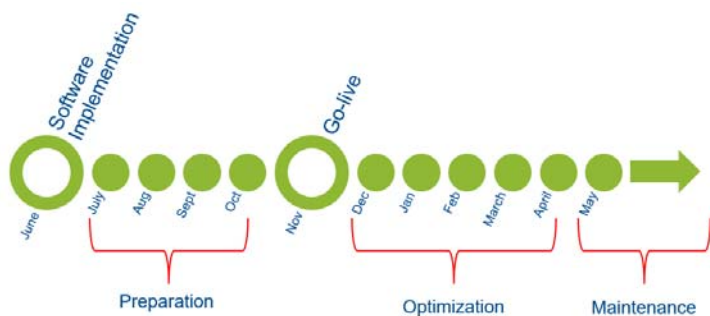 Software
Implementation
Go-live
June
July
Aug
Sept
Oct
Nov
Dec
Jan
Feb
March
April
May
Preparation
Optimization
Maintenance